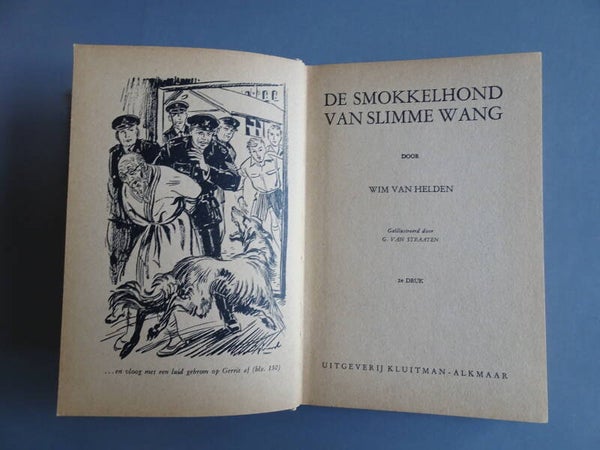 ...en vloog met een luid gebrom op Gerrit af (blz. 150)
DE SMOKKELHOND
VAN SLIMME WANG
DOOR
WIM VAN HELDEN
Geïllustreerd door
G. VAN STRAATEN
2e DRUK
UITGEVERIJ KLUITMAN-ALKMAAR